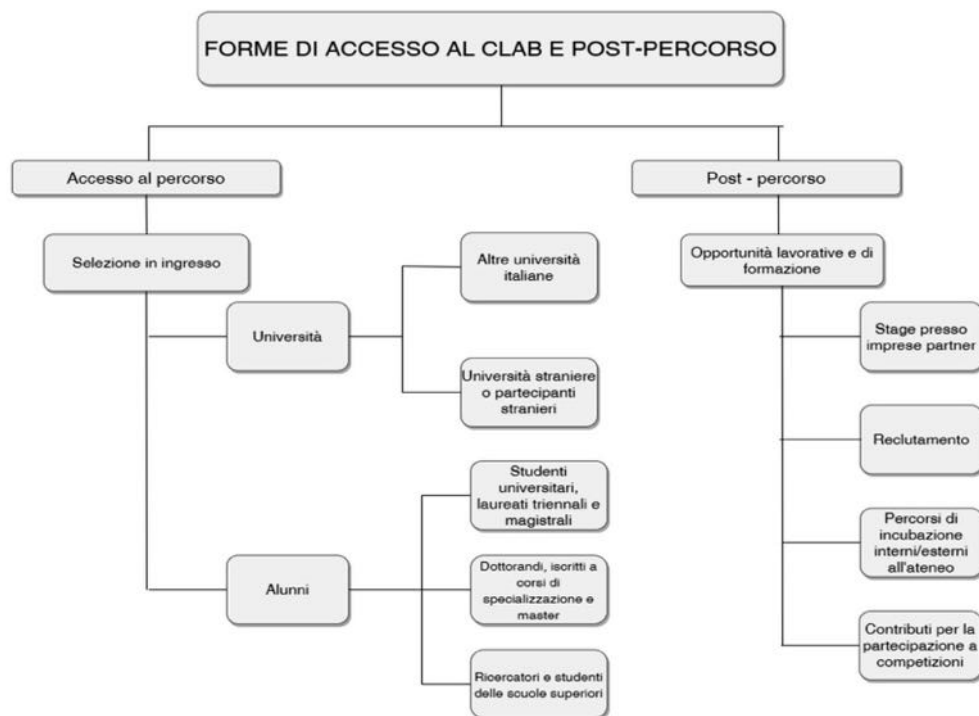 FORME DI ACCESSO AL CLAB E POST-PERCORSO
Accesso al percorso
Post - percorso
Selezione in ingresso
Opportunità lavorative e di
formazione
Altre università
italiane
Università
Università straniere
o partecipanti
stranieri
Stage presso
imprese partner
Reclutamento
Studenti
universitari,
laureati triennali e
magistrali
Alunni
Dottorandi, iscritti a
corsi di
specializzazione e
master
Ricercatori e studenti
delle scuole superiori
Percorsi di
incubazione
interni/esterni
all'ateneo
Contributi per la
partecipazione a
competizioni